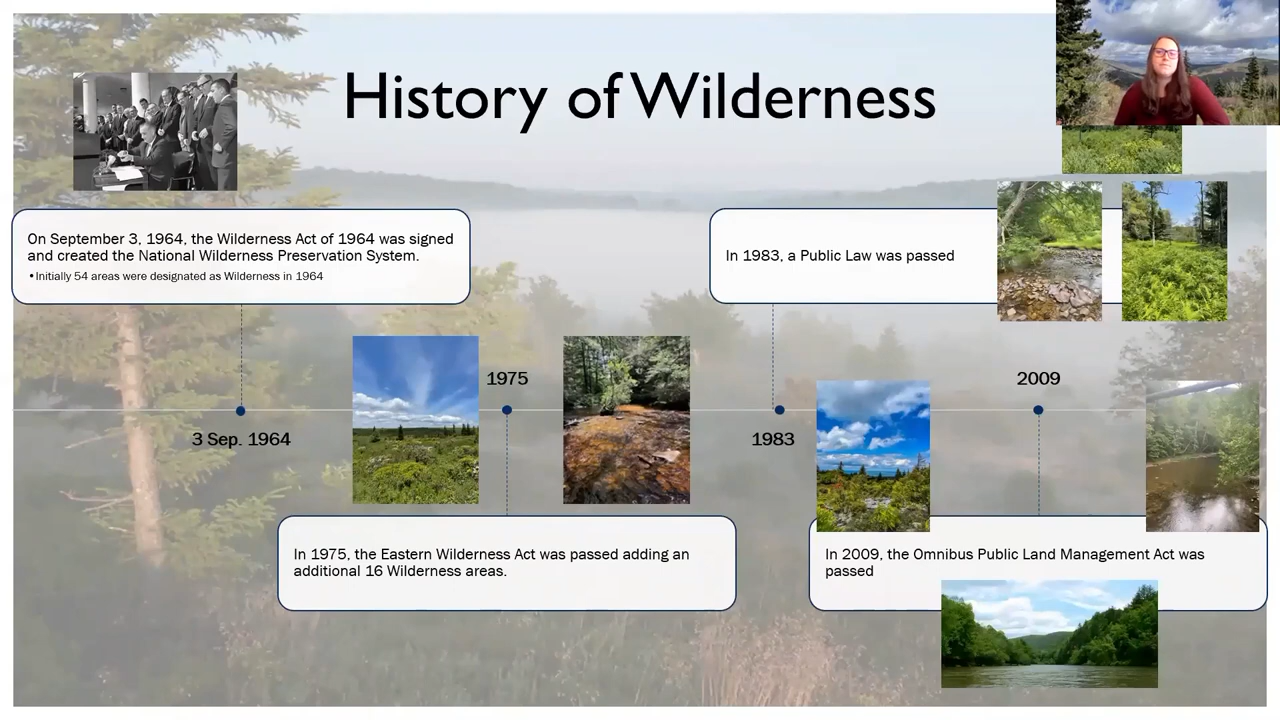 History of Wilderness
On September 3, 1964, the Wilderness Act of 1964 was signed
and created the National Wilderness Preservation System.
•Initially 54 areas were designated as Wilderness in 1964
In 1983, a Public Law was passed
1975
2009
3 Sep. 1964
1983
In 1975, the Eastern Wilderness Act was passed adding an
additional 16 Wilderness areas.
In 2009, the Omnibus Public Land Management Act was
passed